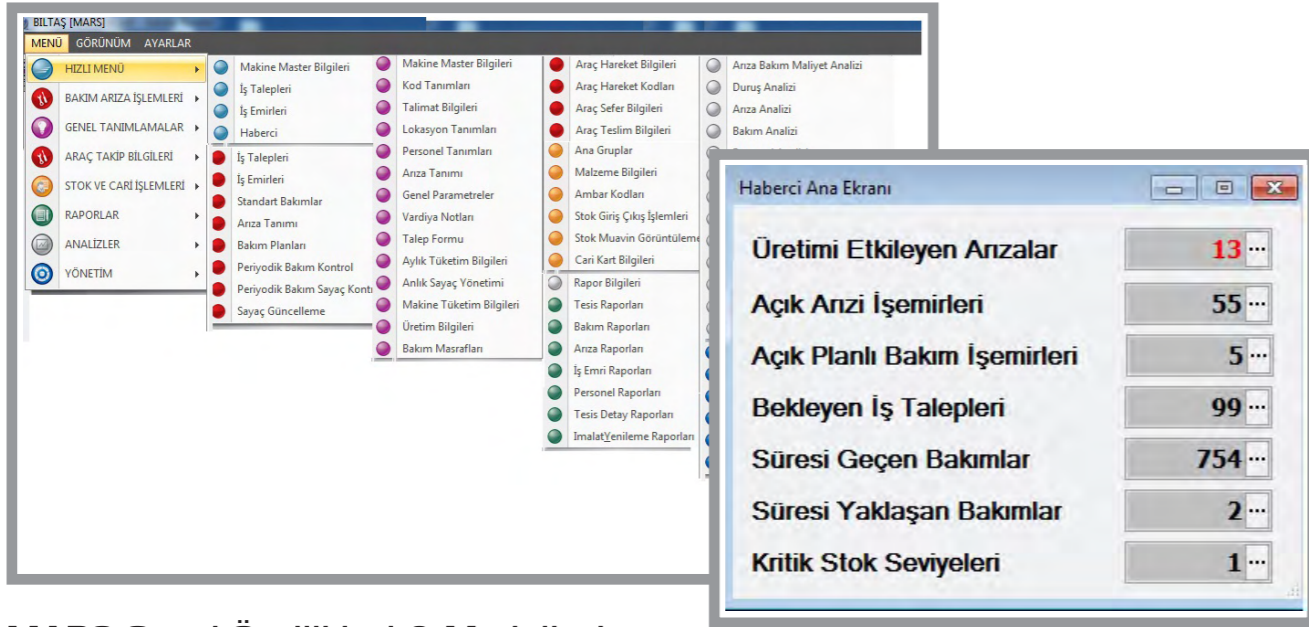 BILTAŞ [MARS]
MENÜ GÖRÜNÜM AYARLAR
HIZLI MENÜ
BAKIM ARIZA İŞLEMLERİ
GENEL TANIMLAMALAR
ARAÇ TAKİP BİLGİLERİ
STOK VE CARİ İŞLEMLERİ
RAPORLAR
ANALİZLER
YÖNETİM
Makine Master Bilgileri
İş Talepleri
İş Emirleri
Haberci
İş Talepleri
İş Emirleri
Standart Bakımlar
Arıza Tanımı
Bakım Planları
Periyodik Bakım Kontrol
Periyodik Bakım Sayaç Kont
Sayaç Güncelleme
Makine Master Bilgileri
Kod Tanımları
Talimat Bilgileri
Lokasyon Tanımları
Personel Tanımları
Arıza Tanımı
Genel Parametreler
Vardiya Notları
Talep Formu
Aylık Tüketim Bilgileri
Anlık Sayaç Yönetimi
Makine Tüketim Bilgileri
Üretim Bilgileri
Bakım Masrafları
Araç Hareket Bilgileri
Araç Hareket Kodları
Araç Sefer Bilgileri
Araç Teslim Bilgileri
Ana Gruplar
Malzeme Bilgileri
Ambar Kodları
Stok Giriş Çıkış İşlemleri
Stok Muavin Görüntüleme
Cari Kart Bilgileri
Rapor Bilgileri
Tesis Raporları
Bakım Raporları
Arıza Raporları
İş Emri Raporları
Personel Raporları
Tesis Detay Raporları
ImalatYenileme Raporları
Arıza Bakım Maliyet Analizi
Duruş Analizi
Arıza Analizi
Bakım Analizi
Haberci Ana Ekranı
Üretimi Etkileyen Arızalar 13 ...
Açık Arızi İşemirleri 55 ...
Açık Planlı Bakım İşemirleri 5 ...
Bekleyen İş Talepleri 99 ...
Süresi Geçen Bakımlar 754 ...
Süresi Yaklaşan Bakımlar 2 ...
Kritik Stok Seviyeleri 1 ...